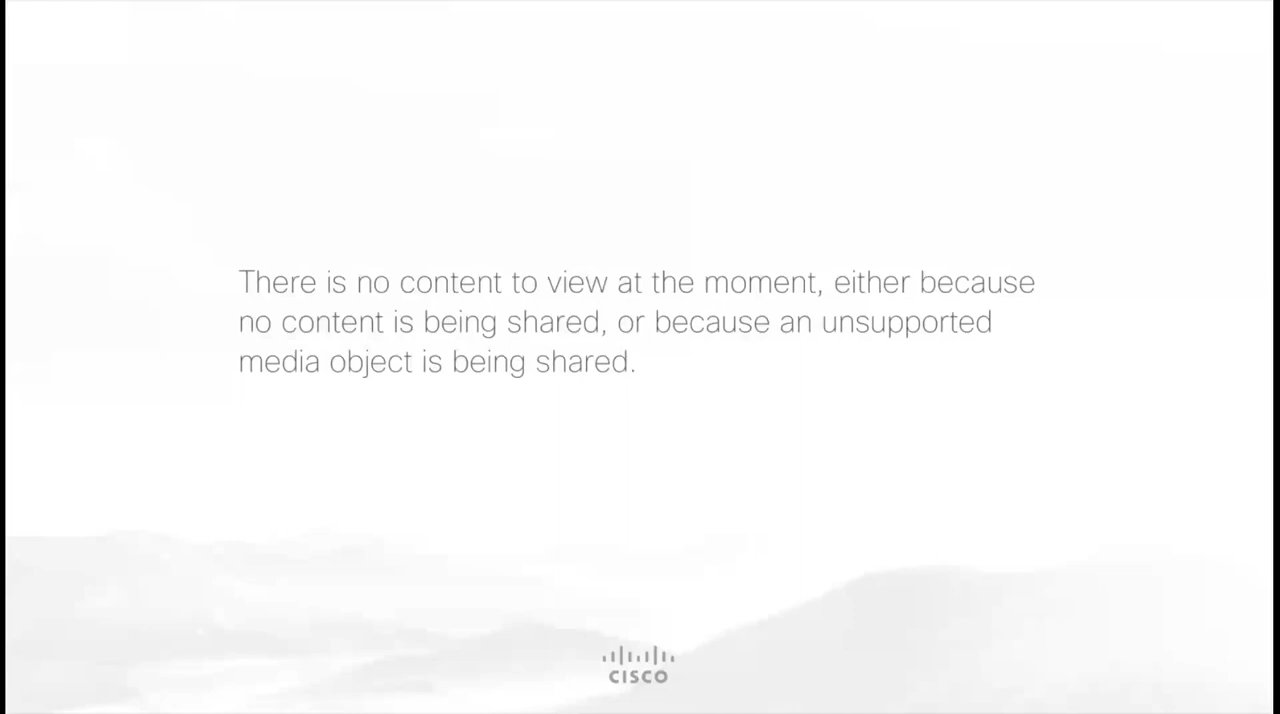 There is no content to view at the moment, either because
no content is being shared, or because an unsupported
media object is being shared.
CISCO